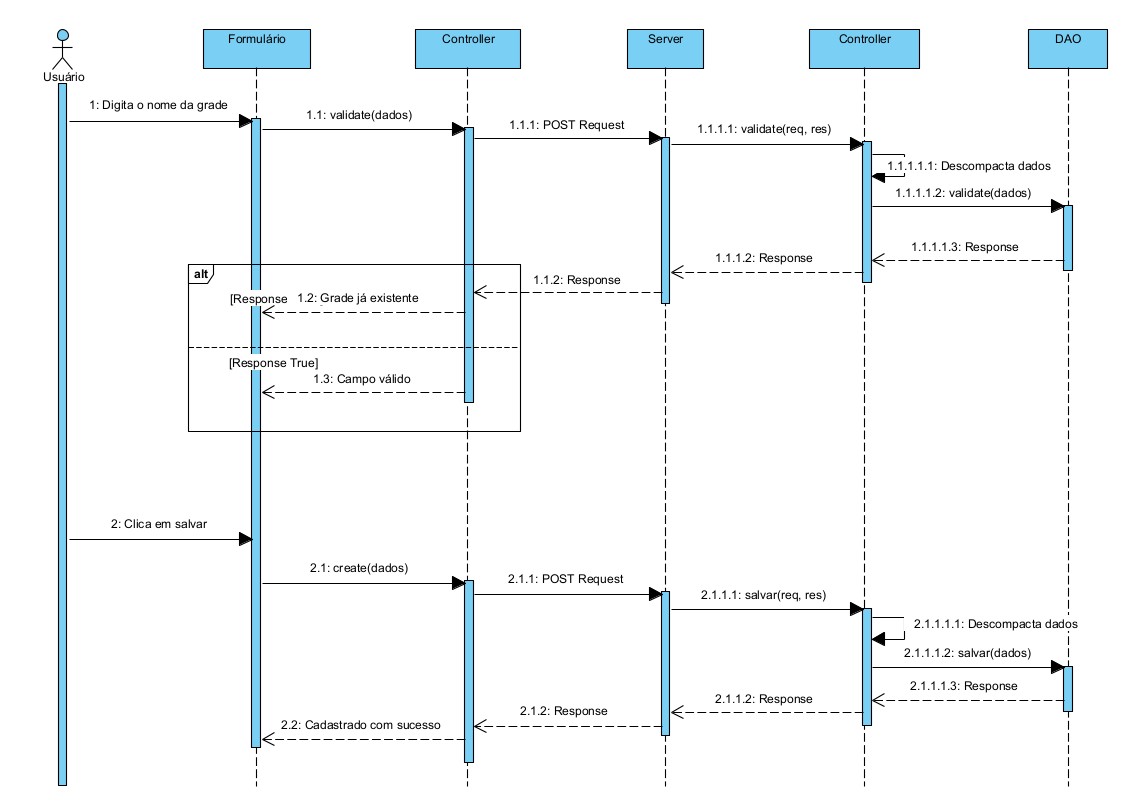 Formulário
Controller
Server
Controller
DAO
Usuário
1: Digita o nome da grade
1.1: validate(dados)
1.1.1: POST Request
1.1.1.1: validate(req, res)
1.1.1.1.1: Descompacta dados
1.1.1.1.2: validate(dados)
1.1.1.1.3: Response
1.1.1.2: Response
1.1.2: Response
alt
[Response
1.2: Grade já existente
[Response True]
1.3: Campo válido
2: Clica em salvar
2.1: create(dados)
2.1.1: POST Request
2.1.1.1: salvar(req, res)
2.1.1.1.1: Descompacta dados
2.1.1.1.2: salvar(dados)
2.1.1.1.3: Response
2.1.1.2: Response
2.1.2: Response
2.2: Cadastrado com sucesso